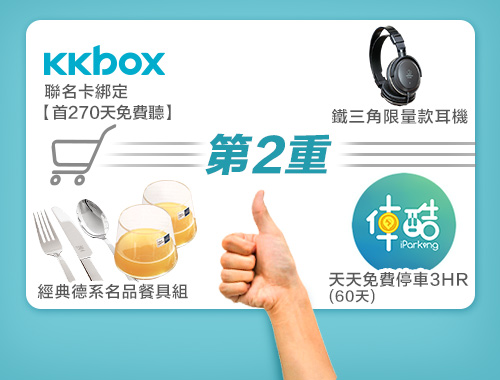 KKbox
聯名卡綁定
【首270天免費聽】
鐵三角限量款耳機
第2重
經典德系名品餐具組
俥酷
iParking
天天免費停車3HR
(60天)